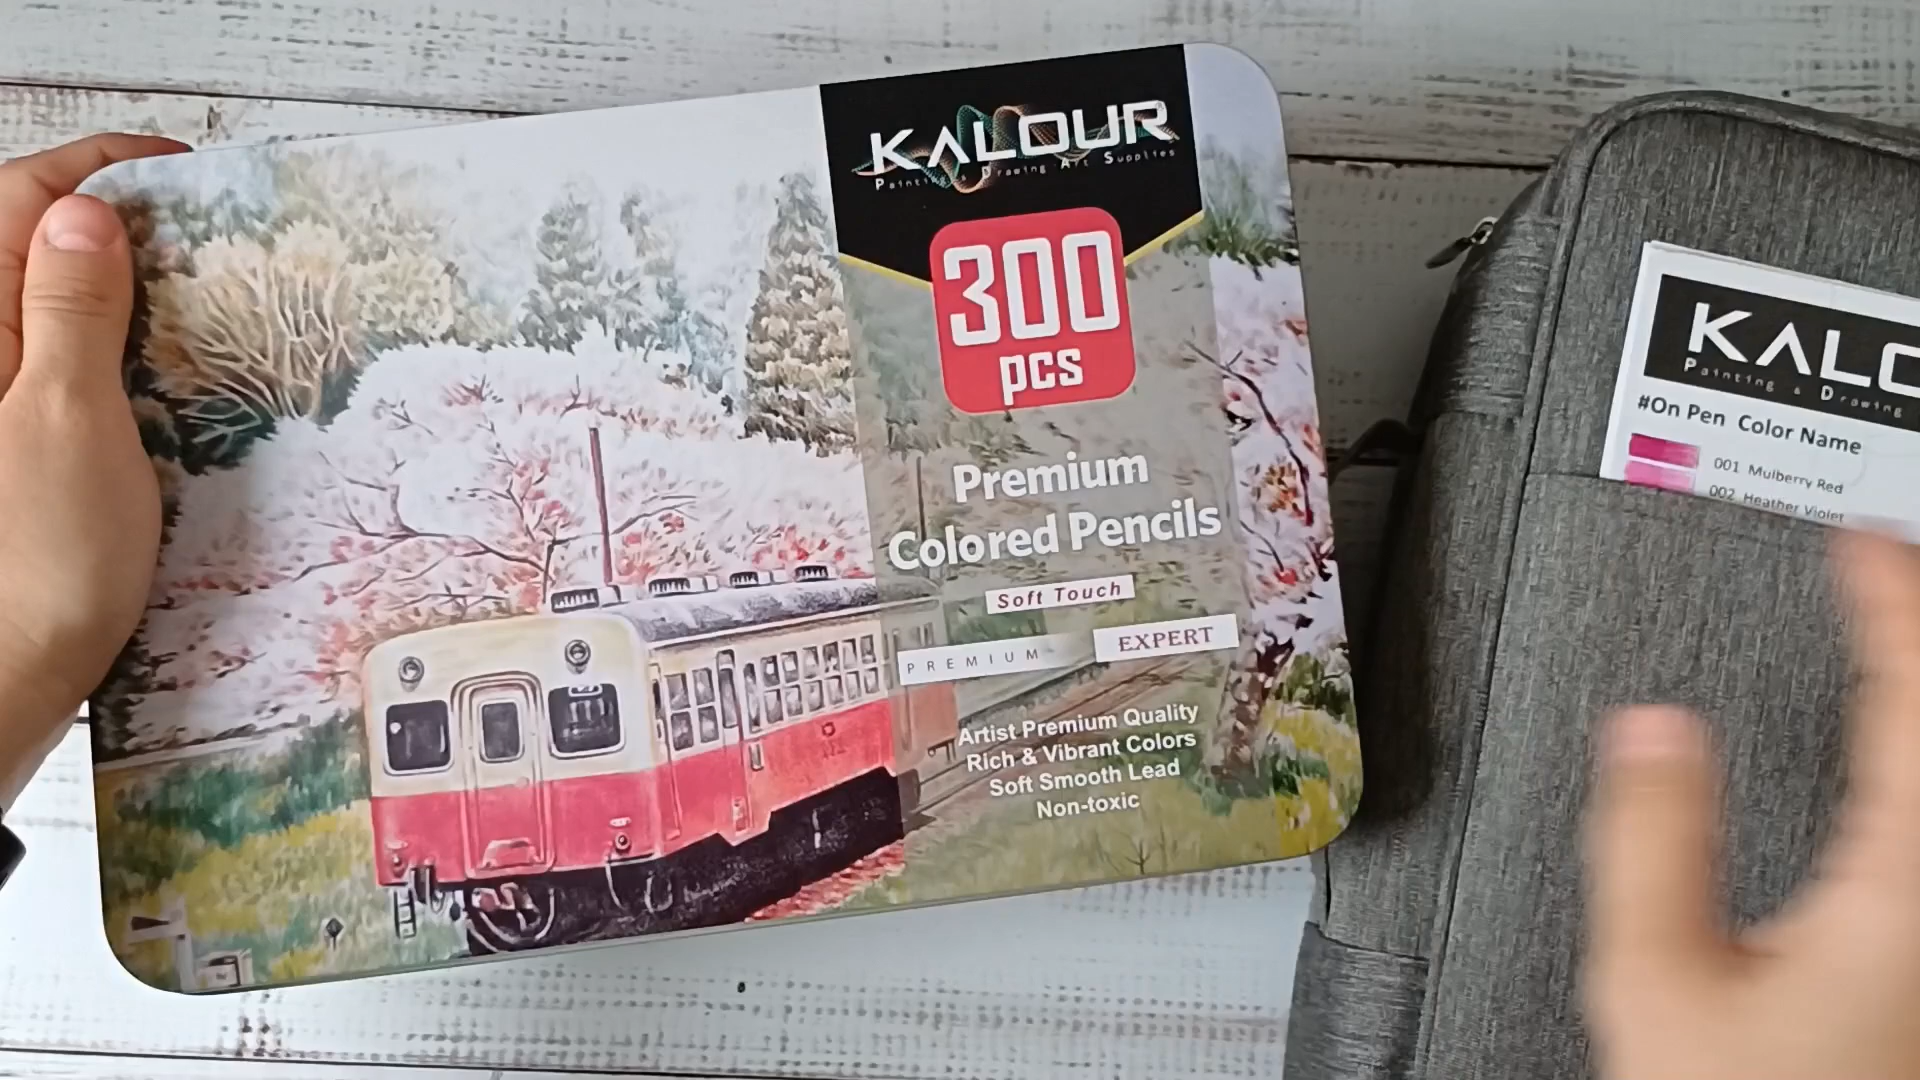 KALOUR
Painting & Drawing Art Supplies
300
pcs
Premium
Colored Pencils
Soft Touch
PREMIUM
EXPERT
Artist Premium Quality
Rich & Vibrant Colors
Soft Smooth Lead
Non-toxic
KALO
Painting & Drawing
#On Pen Color Name
001 Mulberry Red
002 Heather Violet